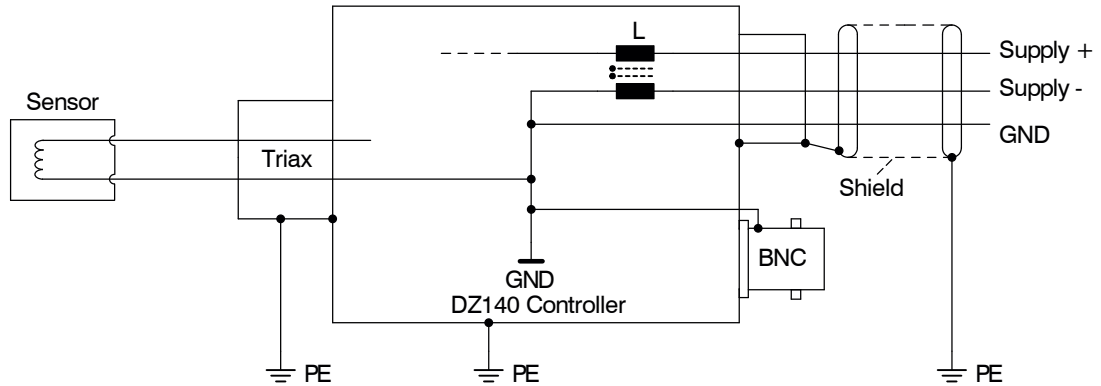 L
Supply +
Supply -
Sensor
GND
Triax
Shield
BNC
GND
DZ140 Controller
PE
PE
PE